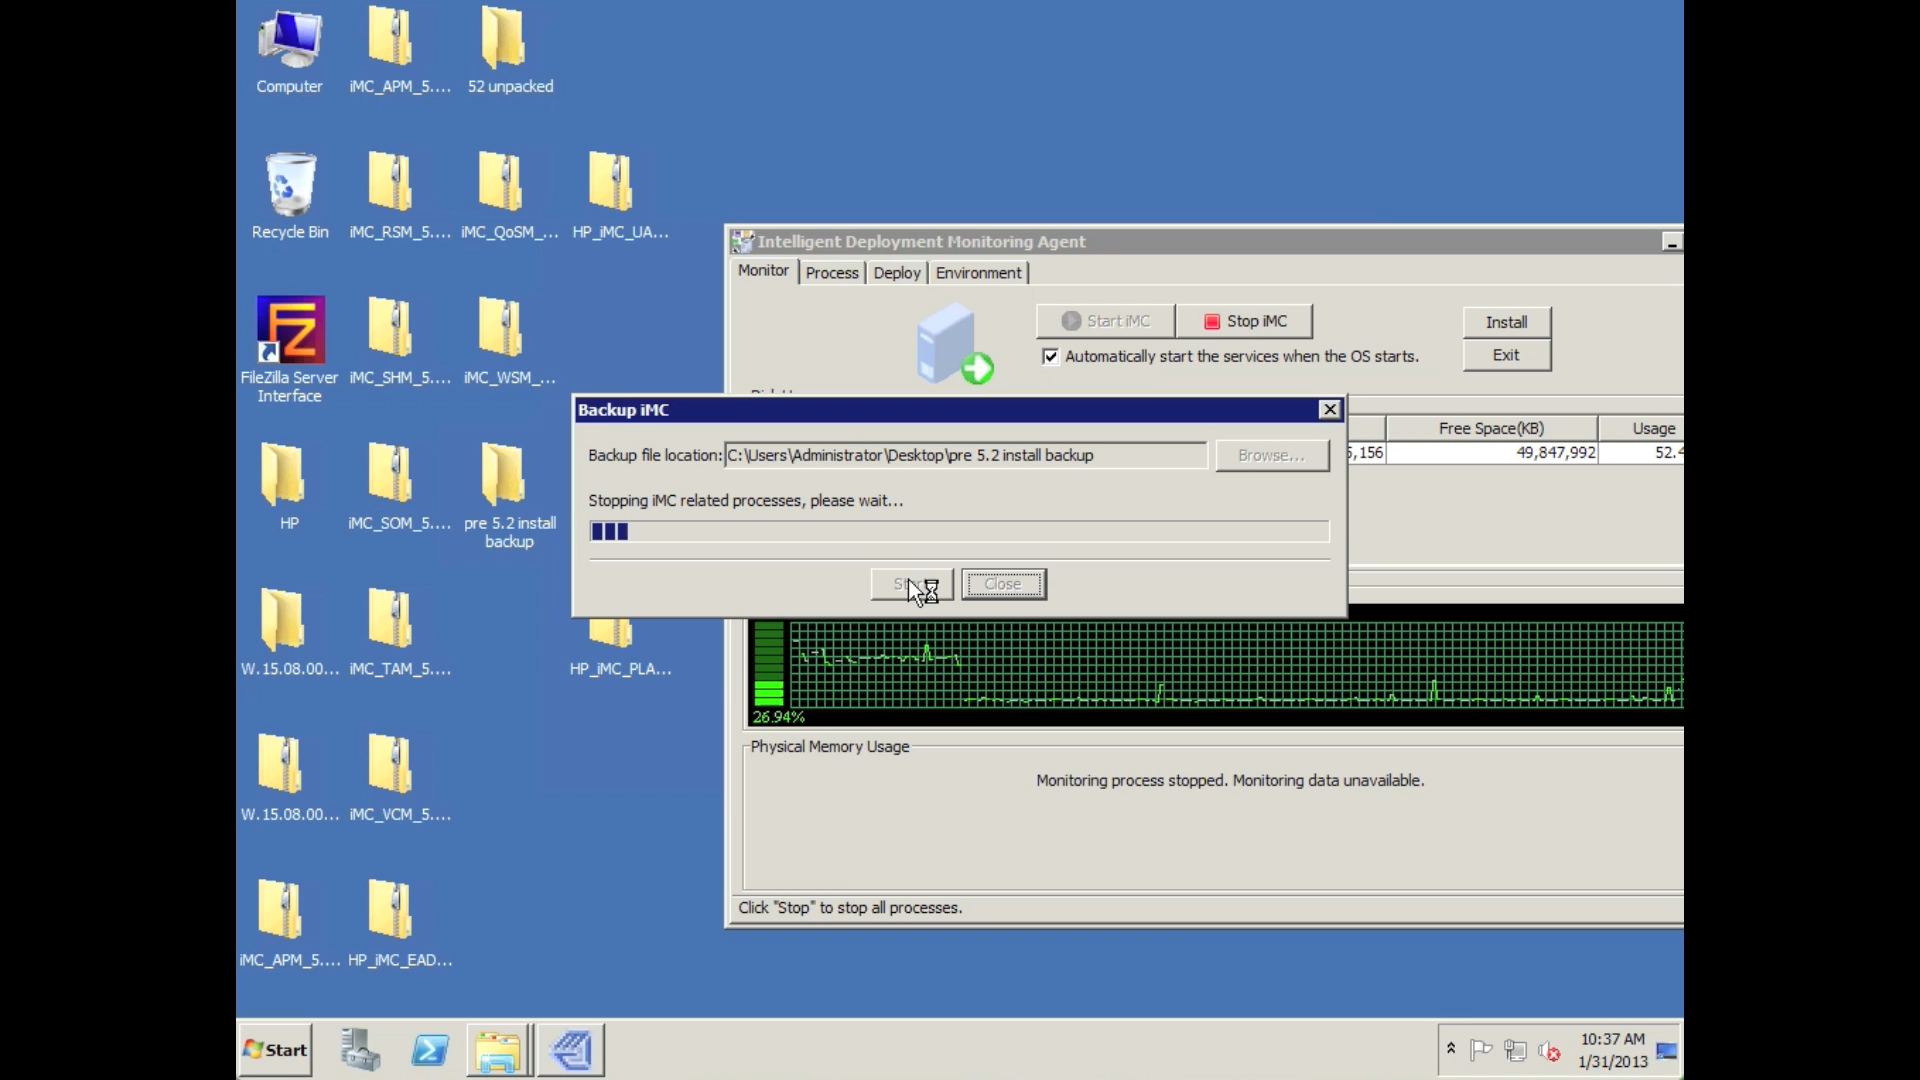 Computer
iMC_APM_5....
52 unpacked
Recycle Bin
iMC_RSM_5....
iMC_QoSM_...
HP_iMC_UA...
FileZilla Server
Interface
iMC_SHM_5....
iMC_WSM_...
HP
iMC_SOM_5....
pre 5.2 install
backup
W.15.08.00...
iMC_TAM_5....
HP_iMC_PLA...
W.15.08.00...
iMC_VCM_5....
iMC_APM_5....
HP_iMC_EAD...
Intelligent Deployment Monitoring Agent
Monitor
Process
Deploy
Environment
Start iMC
Stop iMC
Install
Automatically start the services when the OS starts.
Exit
Free Space(KB)
Usage
5,156
49,847,992
52.4
Backup iMC
Backup file location:
C:\Users\Administrator\Desktop\pre 5.2 install backup
Browse...
Stopping iMC related processes, please wait...
Close
26.94%
Physical Memory Usage
Monitoring process stopped. Monitoring data unavailable.
Click "Stop" to stop all processes.
Start
10:37 AM
1/31/2013